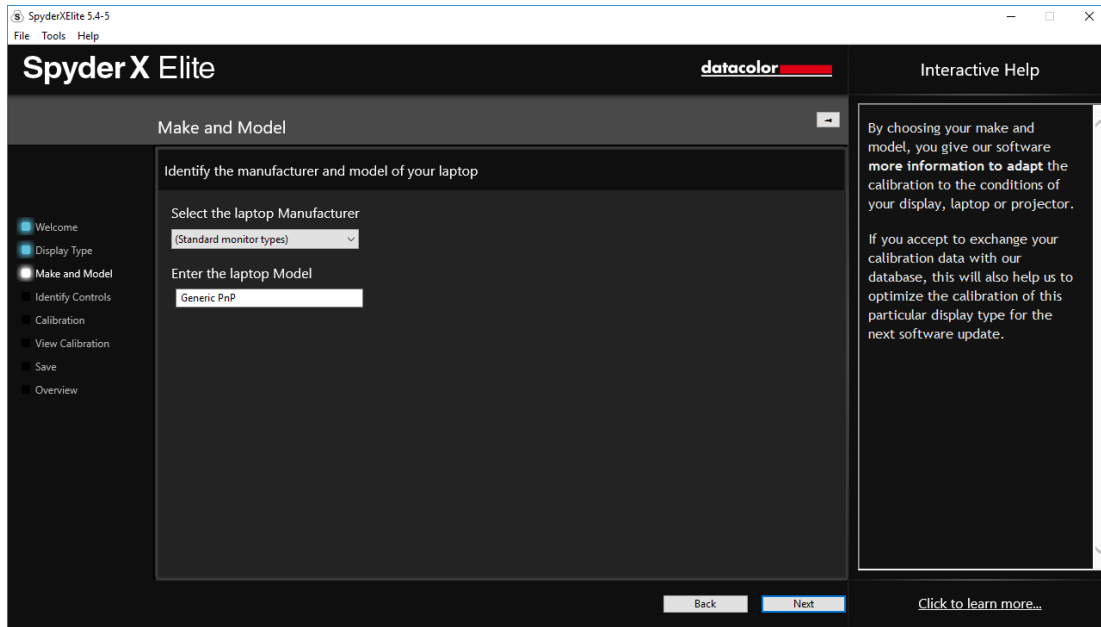 SpyderXElite 5.4-5
File Tools Help
Spyder X Elite
datacolor
Interactive Help
Make and Model
Identify the manufacturer and model of your laptop
Select the laptop Manufacturer
(Standard monitor types)
Enter the laptop Model
Generic PnP
Welcome
Display Type
Make and Model
Identify Controls
Calibration
View Calibration
Save
Overview
By choosing your make and
model, you give our software
more information to adapt the
calibration to the conditions of
your display, laptop or projector.
If you accept to exchange your
calibration data with our
database, this will also help us to
optimize the calibration of this
particular display type for the
next software update.
Back
Next
Click to learn more...